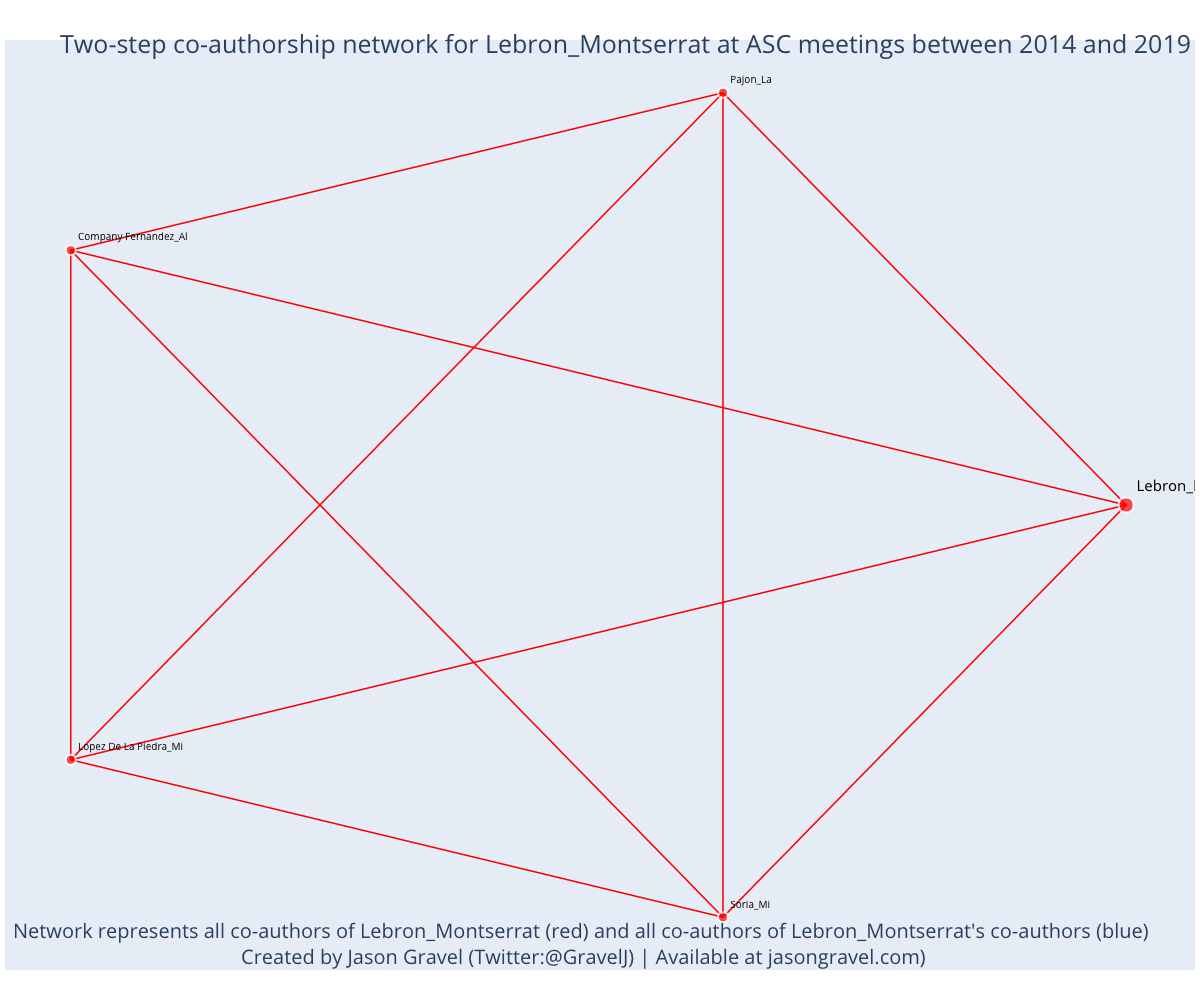 Two-step co-authorship network for Lebron_Montserrat at ASC meetings between 2014 and 2019
Pajon_La
Company Fernandez_Al
Lebron_
Lopez De La Piedra_Mi
Soria_Mi
Network represents all co-authors of Lebron_Montserrat (red) and all co-authors of Lebron_Montserrat's co-authors (blue)
Created by Jason Gravel (Twitter:@GravelJ) | Available at jasongravel.com)